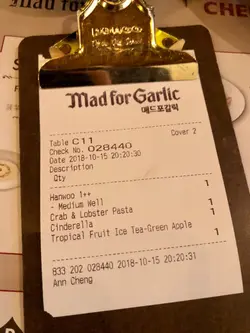 Mad for Garlic
매드포갈릭
Table C11 Cover 2
Check No. 028440
Date 2018-10-15 20:20:30
Description
Qty
Hanwoo 1++ 1
- Medium Well
Crab & Lobster Pasta 1
Cinderella 1
Tropical Fruit Ice Tea-Green Apple 1
833 202 028440 2018-10-15 20:20:31
Ann Cheng